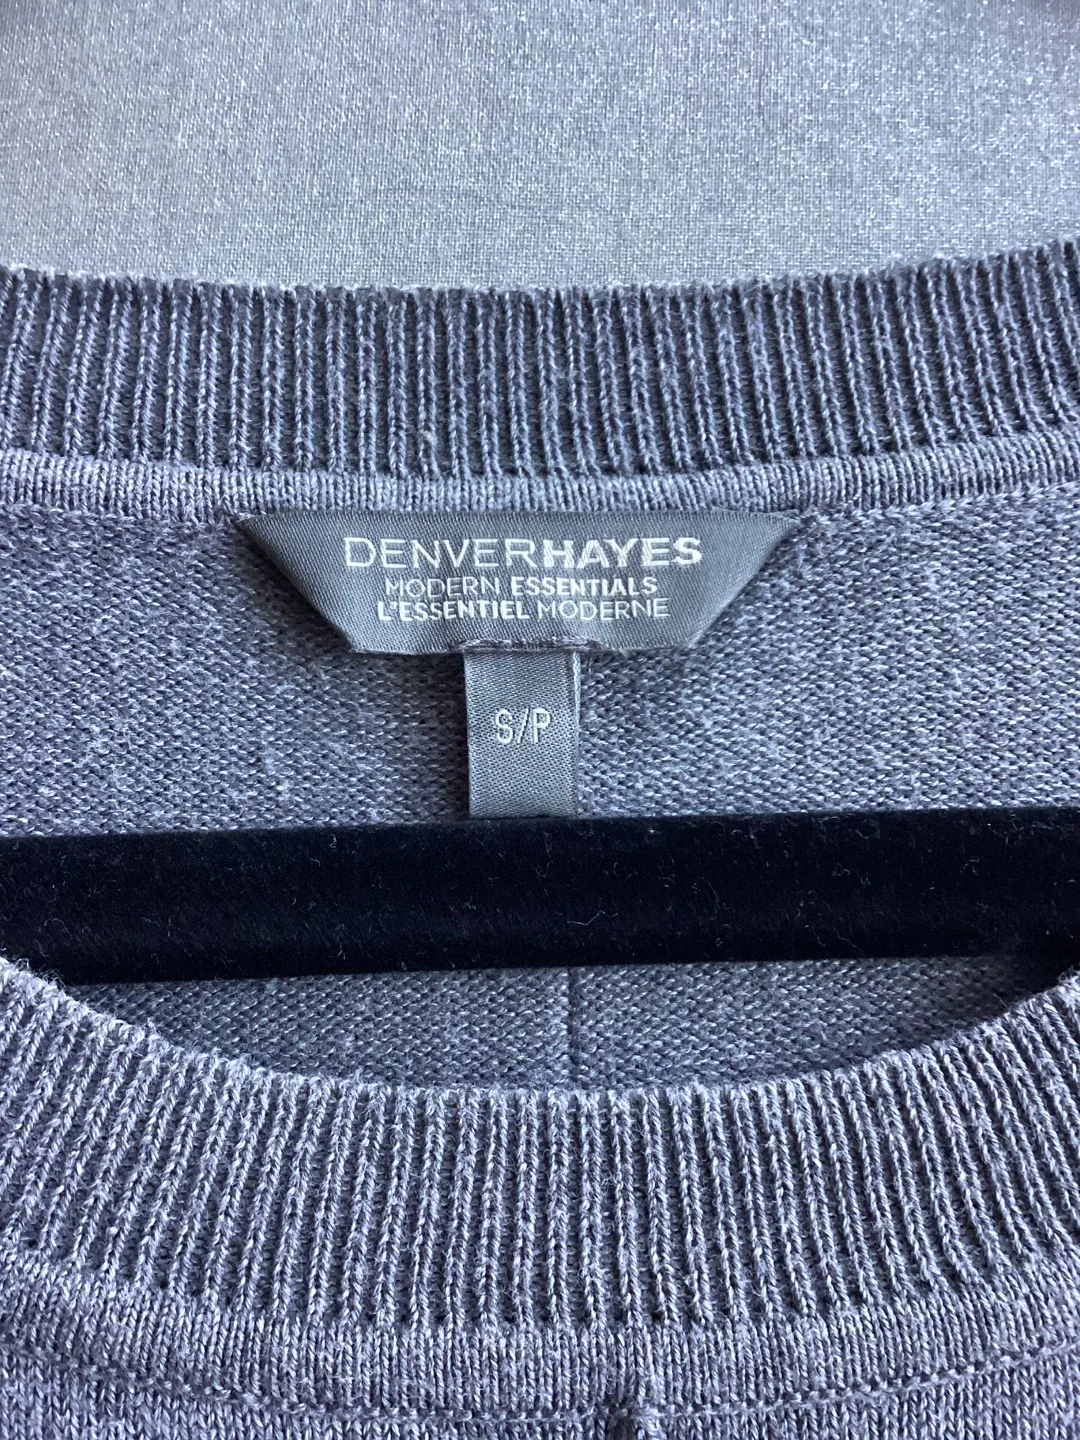 DENVERHAYES
MODERN ESSENTIALS
L'ESSENTIEL MODERNE
S/P